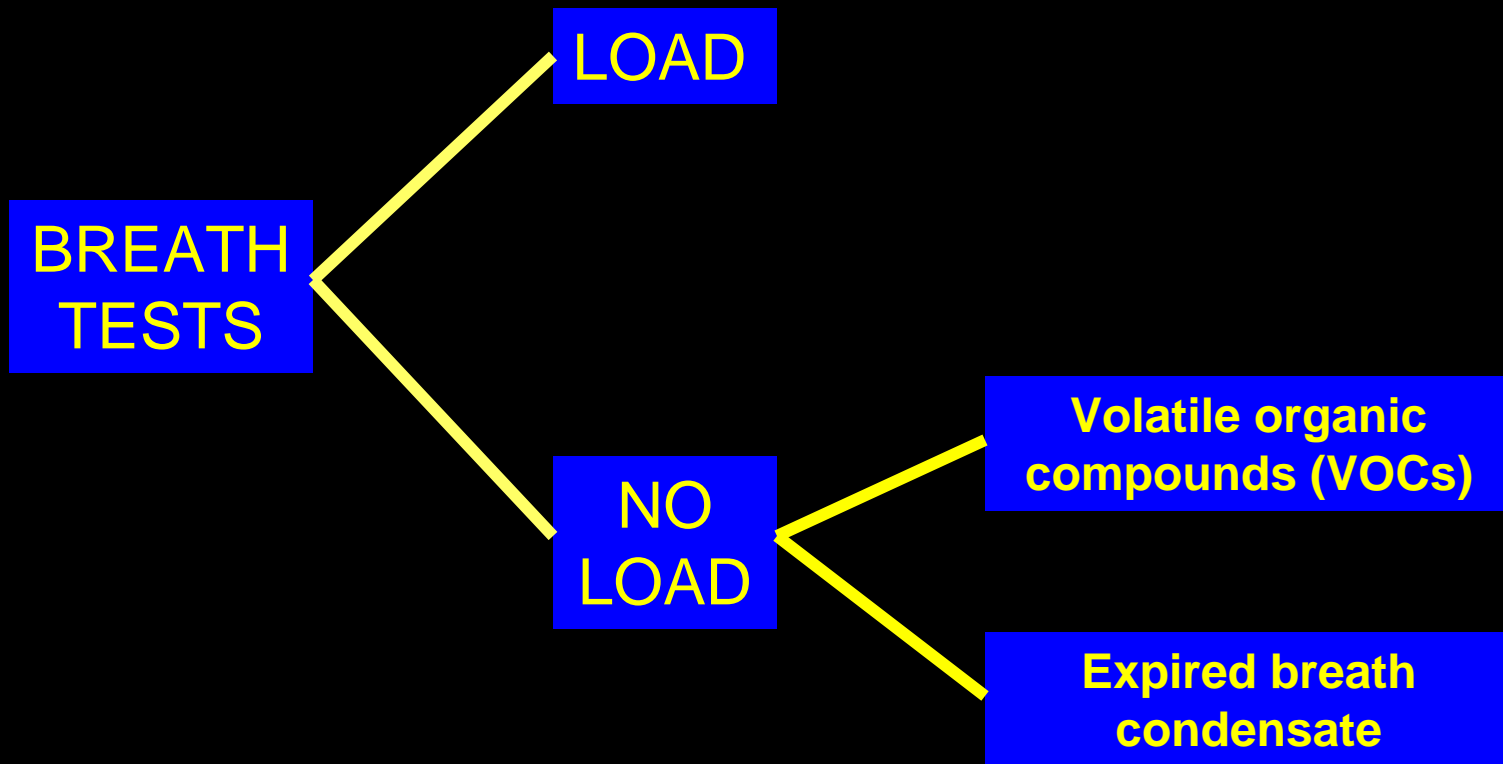 LOAD
BREATH
TESTS
NO
LOAD
Volatile organic
compounds (VOCs)
Expired breath
condensate